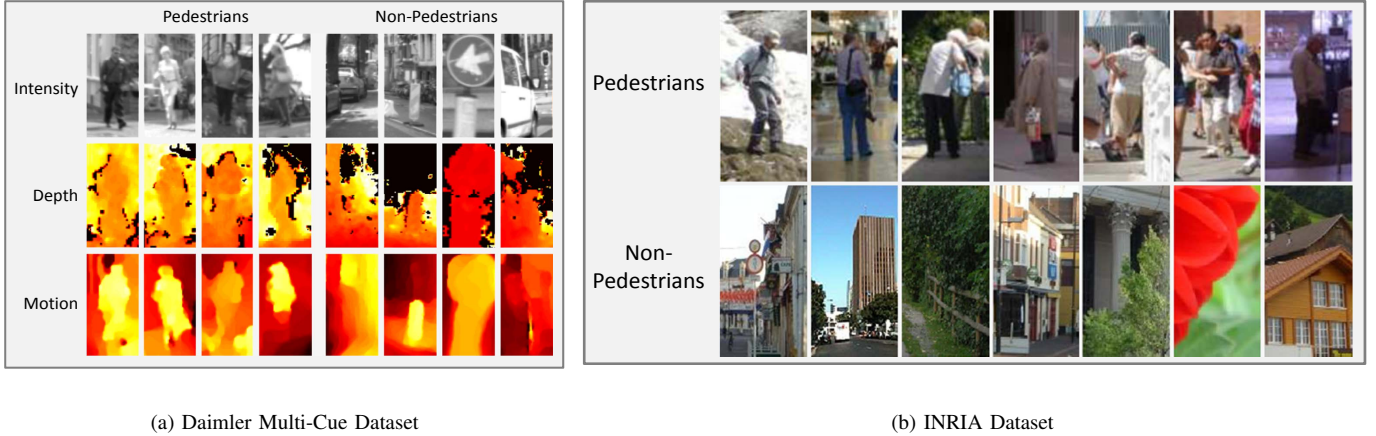 Pedestrians
Non-Pedestrians
Intensity
Depth
Motion
(a) Daimler Multi-Cue Dataset
Pedestrians
Non-
Pedestrians
(b) INRIA Dataset